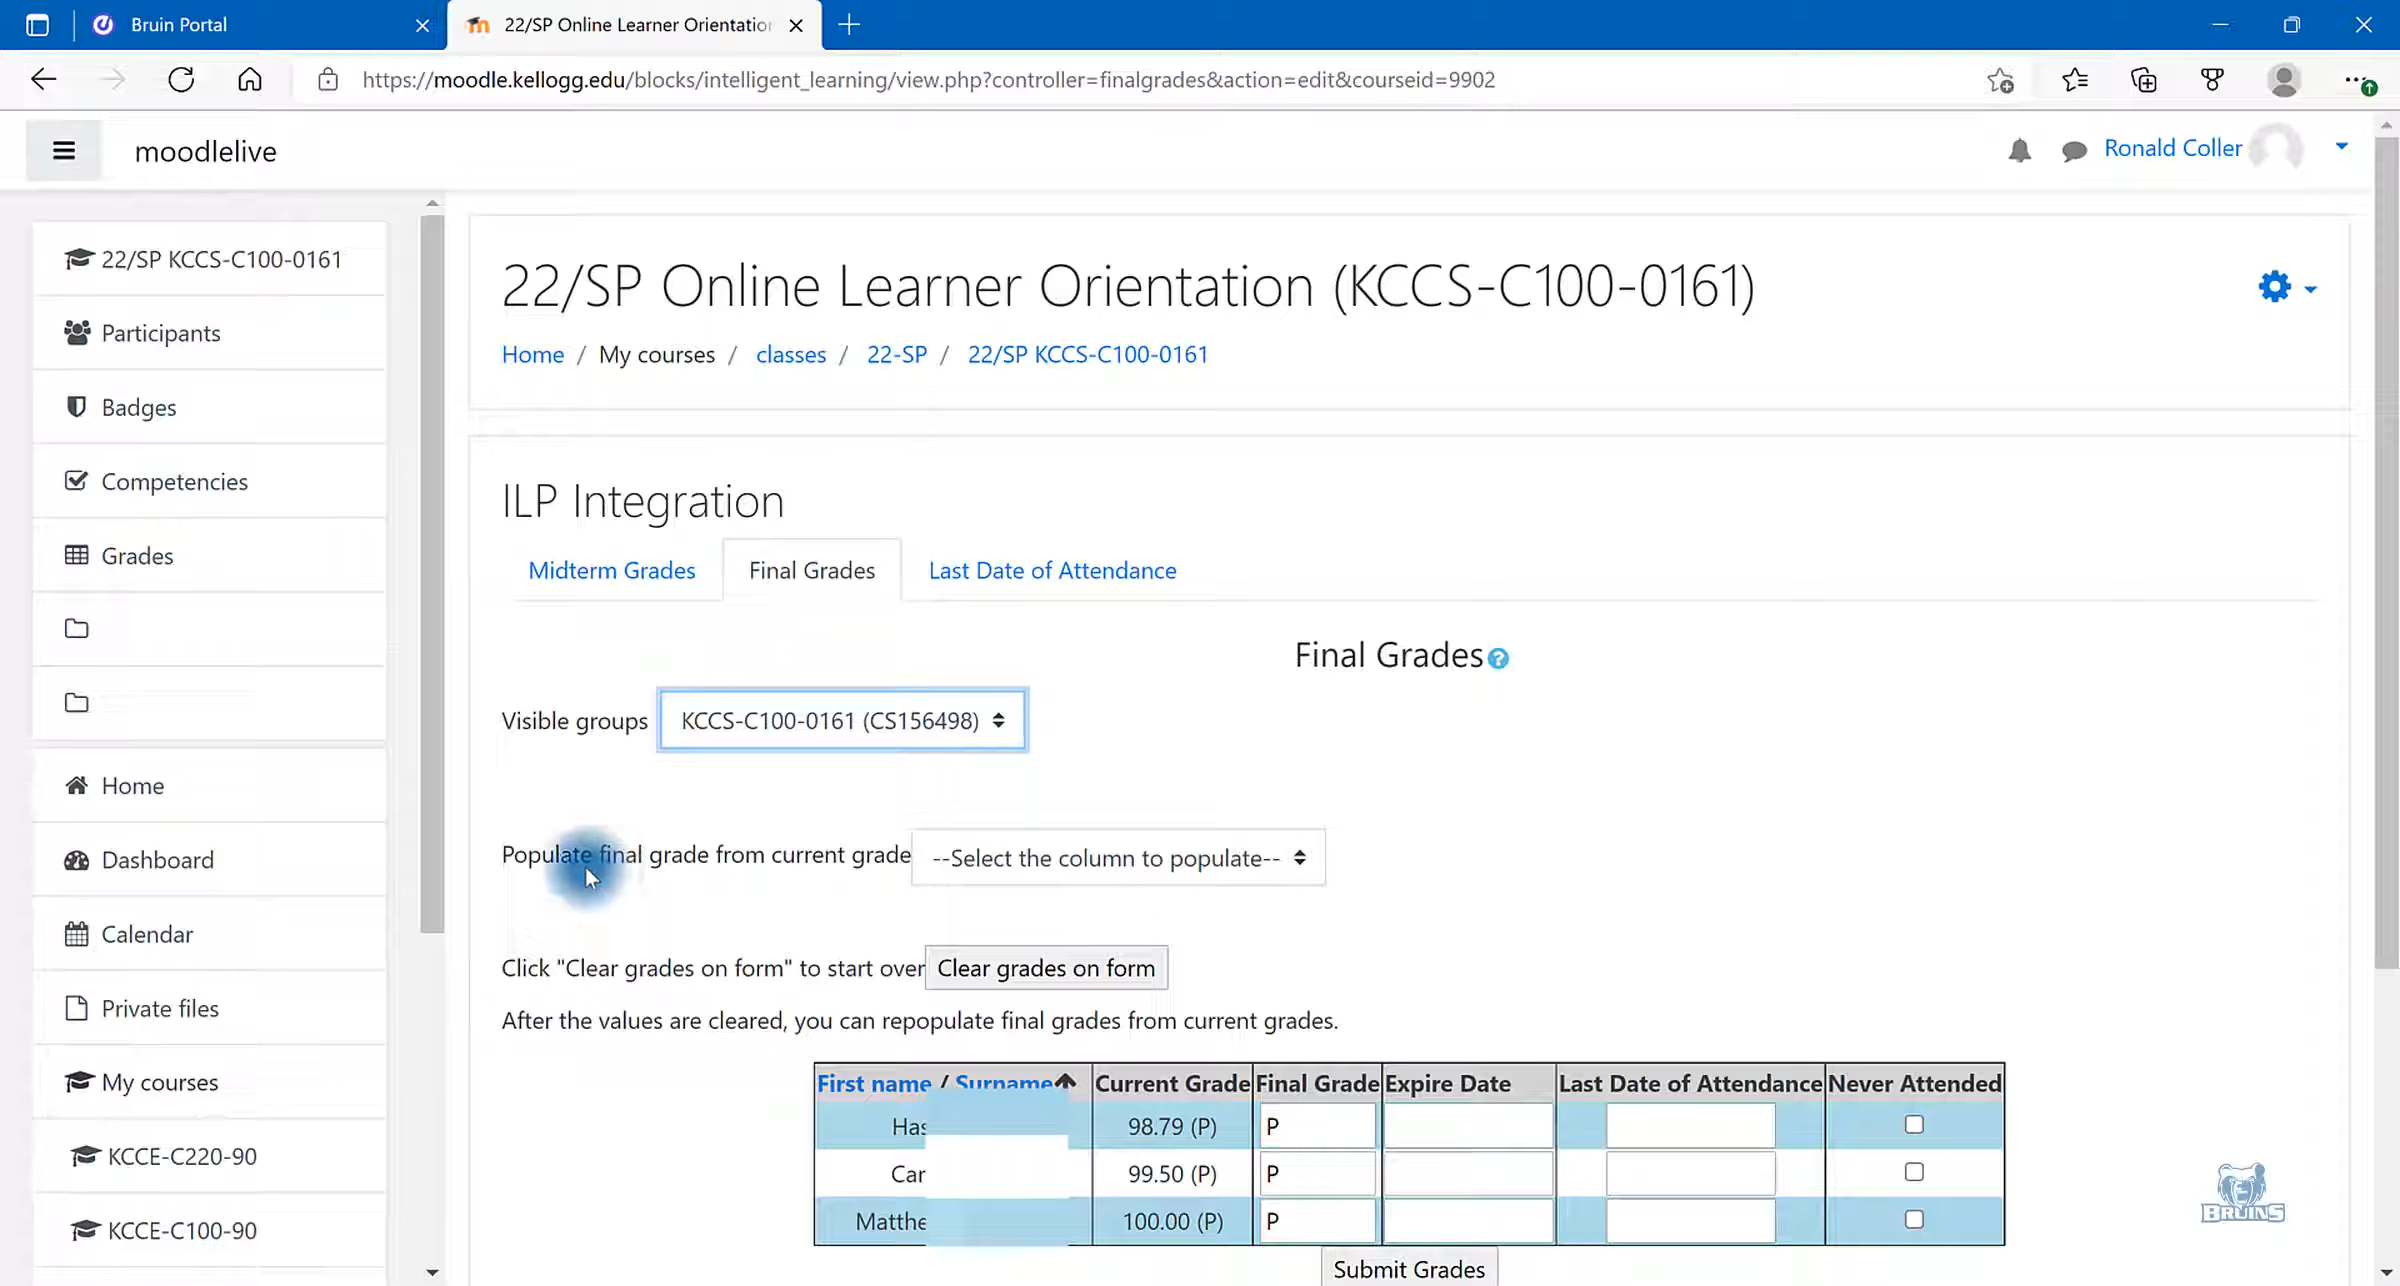 Bruin Portal
22/SP Online Learner Orientatio
https://moodle.kellogg.edu/blocks/intelligent_learning/view.php?controller=finalgrades&action=edit&courseid=9902
moodlelive
Ronald Coller
22/SP KCCS-C100-0161
Participants
Badges
Competencies
Grades
Home
Dashboard
Calendar
Private files
My courses
KCCE-C220-90
KCCE-C100-90
22/SP Online Learner Orientation (KCCS-C100-0161)
Home / My courses / classes / 22-SP / 22/SP KCCS-C100-0161
ILP Integration
Midterm Grades Final Grades Last Date of Attendance
Final Grades
Visible groups KCCS-C100-0161 (CS156498)
Populate final grade from current grade --Select the column to populate--
Click "Clear grades on form" to start over Clear grades on form
After the values are cleared, you can repopulate final grades from current grades.
First name / Surname Current Grade Final Grade Expire Date Last Date of Attendance Never Attended
Has 98.79 (P) P
Car 99.50 (P) P
Matthe 100.00 (P) P
Submit Grades
BRUINS